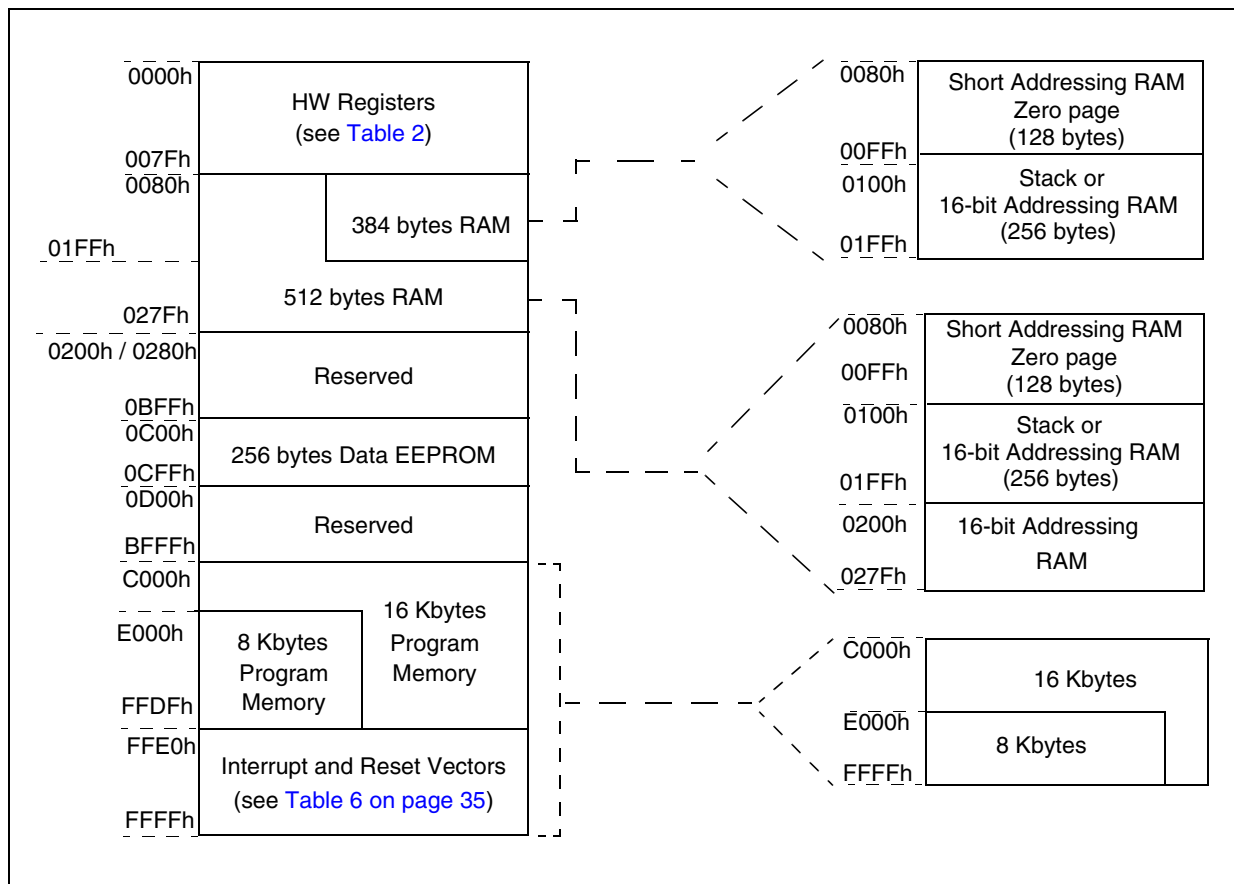 0000h
HW Registers
(see Table 2)
007Fh
0080h
384 bytes RAM
01FFh
512 bytes RAM
027Fh
0200h / 0280h
Reserved
0BFFh
0C00h
256 bytes Data EEPROM
0CFFh
0D00h
Reserved
BFFFh
C000h
16 Kbytes
Program
Memory
E000h
8 Kbytes
Program
Memory
FFDFh
FFE0h
Interrupt and Reset Vectors
(see Table 6 on page 35)
FFFFh
0080h
Short Addressing RAM
Zero page
(128 bytes)
00FFh
0100h
Stack or
16-bit Addressing RAM
(256 bytes)
01FFh
0080h
Short Addressing RAM
Zero page
(128 bytes)
00FFh
0100h
Stack or
16-bit Addressing RAM
(256 bytes)
01FFh
0200h
16-bit Addressing
RAM
027Fh
C000h
16 Kbytes
E000h
8 Kbytes
FFFFh